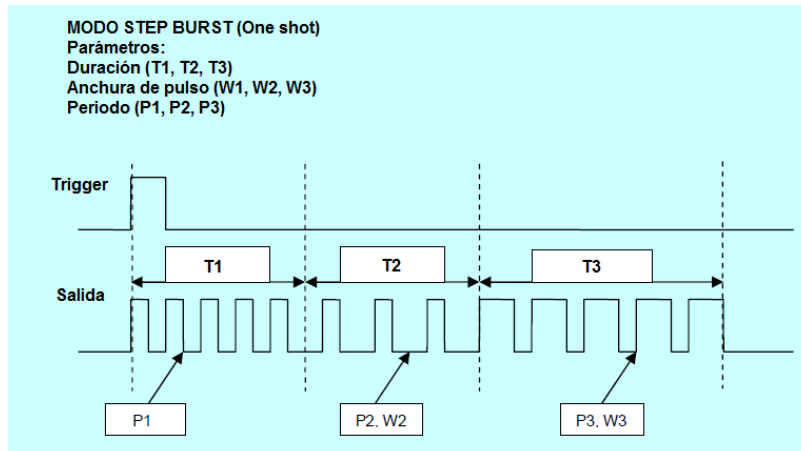 MODO STEP BURST (One shot)
Parámetros:
Duración (T1, T2, T3)
Anchura de pulso (W1, W2, W3)
Periodo (P1, P2, P3)
Trigger
T1
T2
T3
Salida
P1
P2, W2
P3, W3